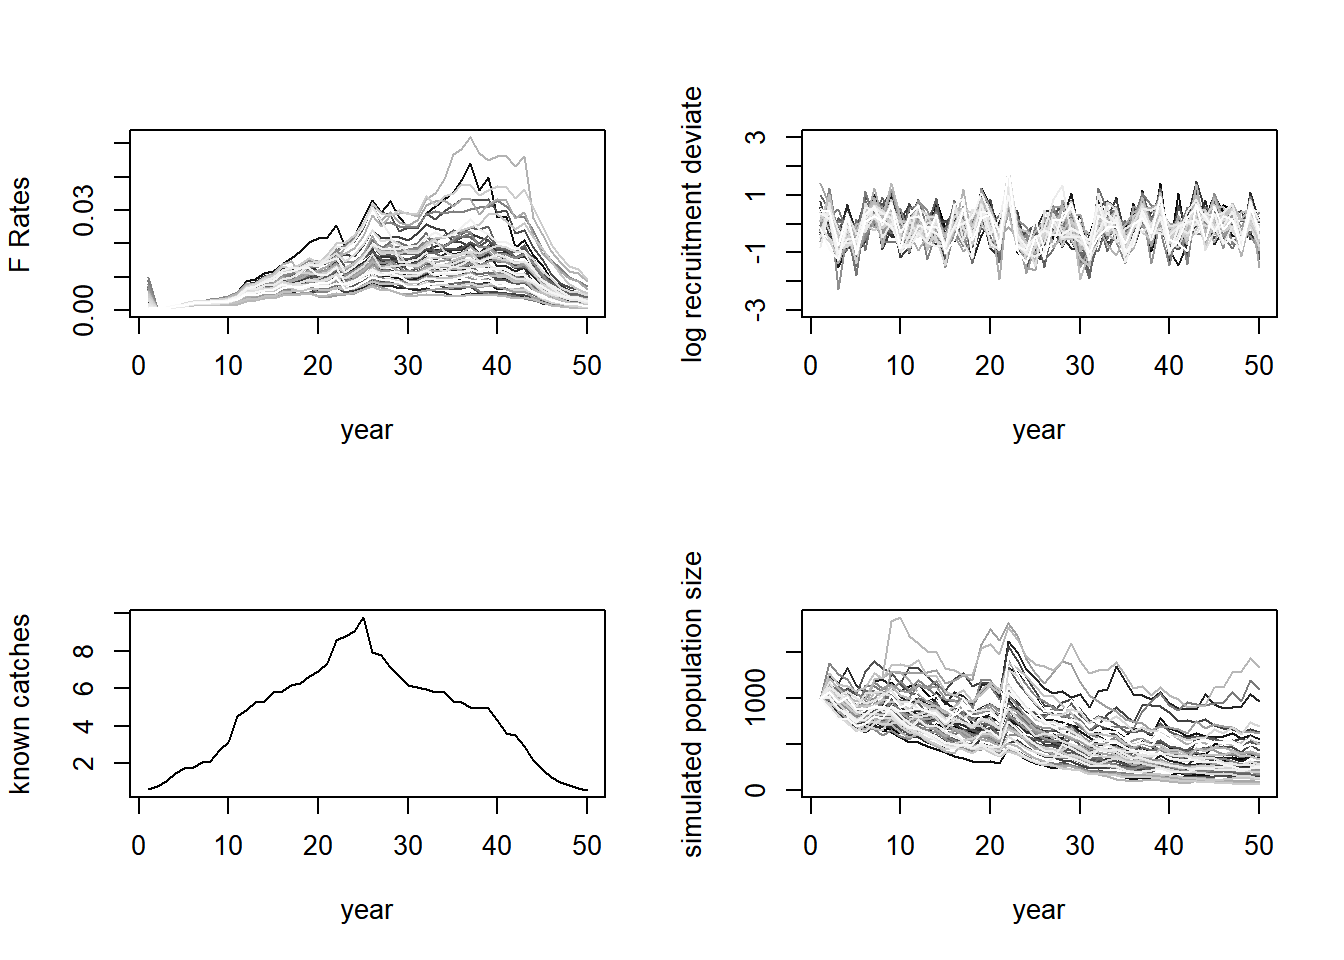 F Rates
0.00 0.03
0 10 20 30 40 50
year
log recruitment deviate
-3 -1 1 3
0 10 20 30 40 50
year
known catches
2 4 6 8
0 10 20 30 40 50
year
simulated population size
0 1000
0 10 20 30 40 50
year